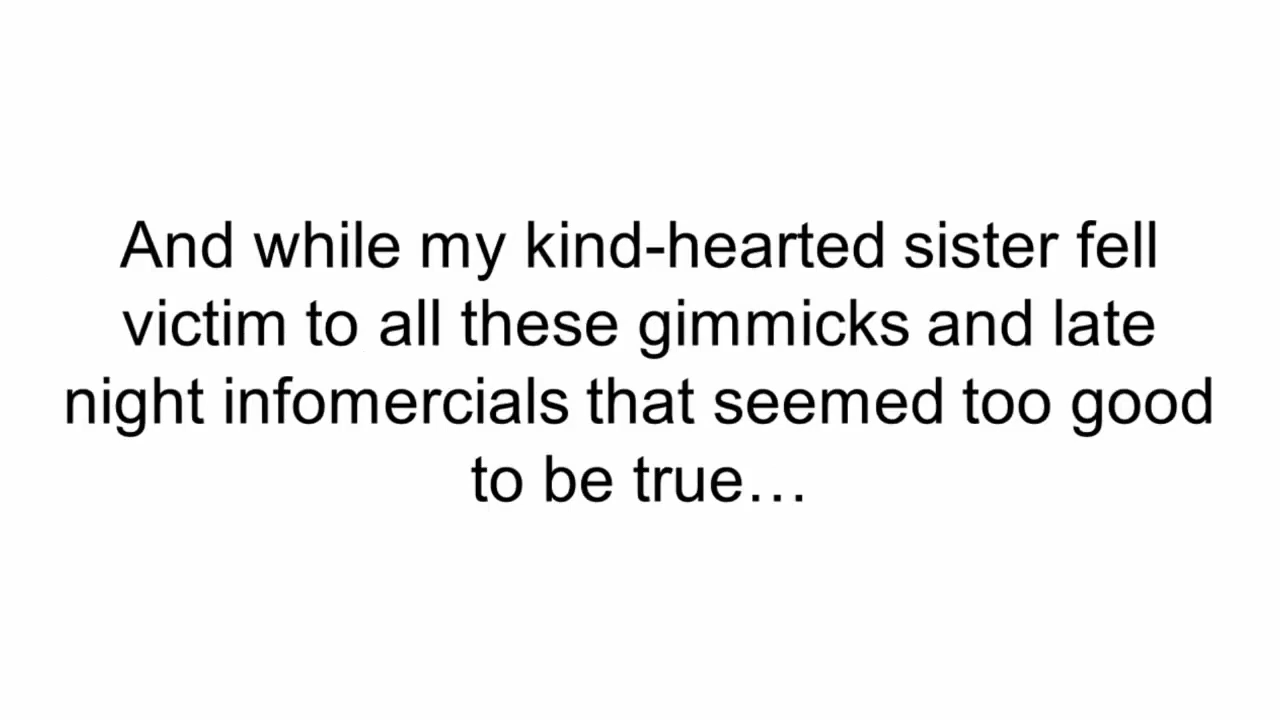 And while my kind-hearted sister fell
victim to all these gimmicks and late
night infomercials that seemed too good
to be true…